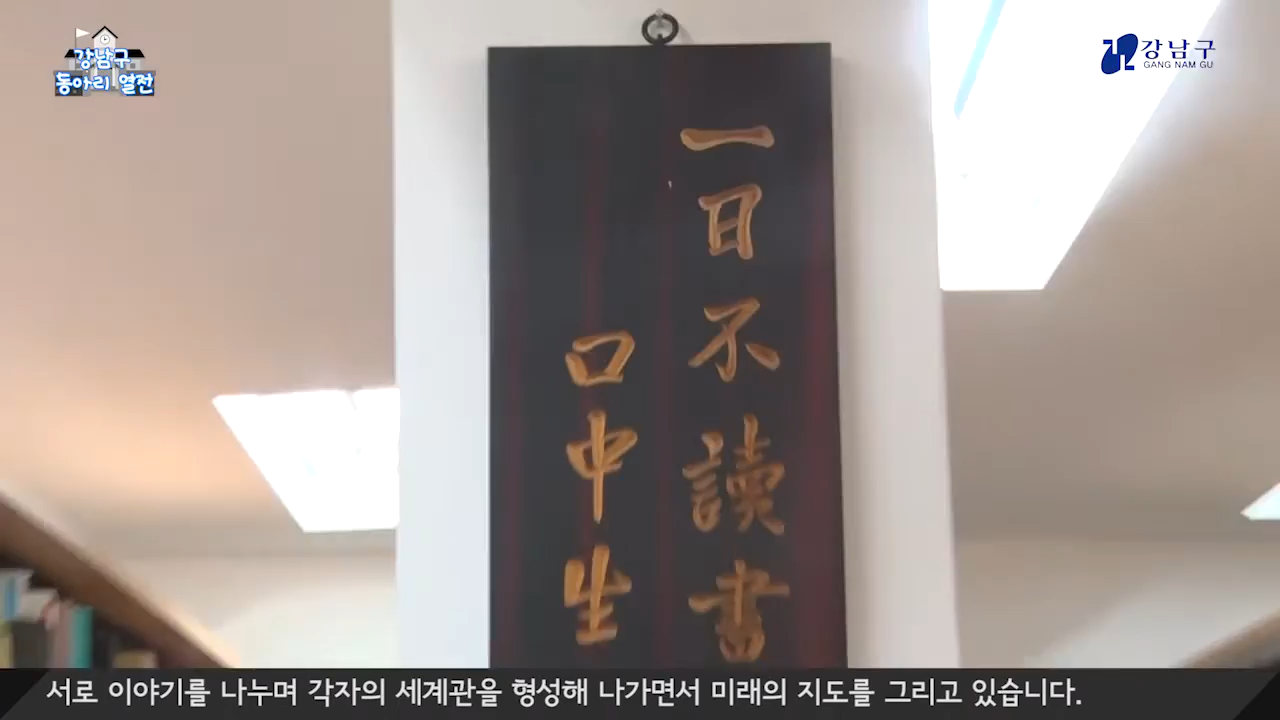 강남구
동아리 열전
강남구
GANG NAM GU
一日不讀書
口中生
서로 이야기를 나누며 각자의 세계관을 형성해 나가면서 미래의 지도를 그리고 있습니다.